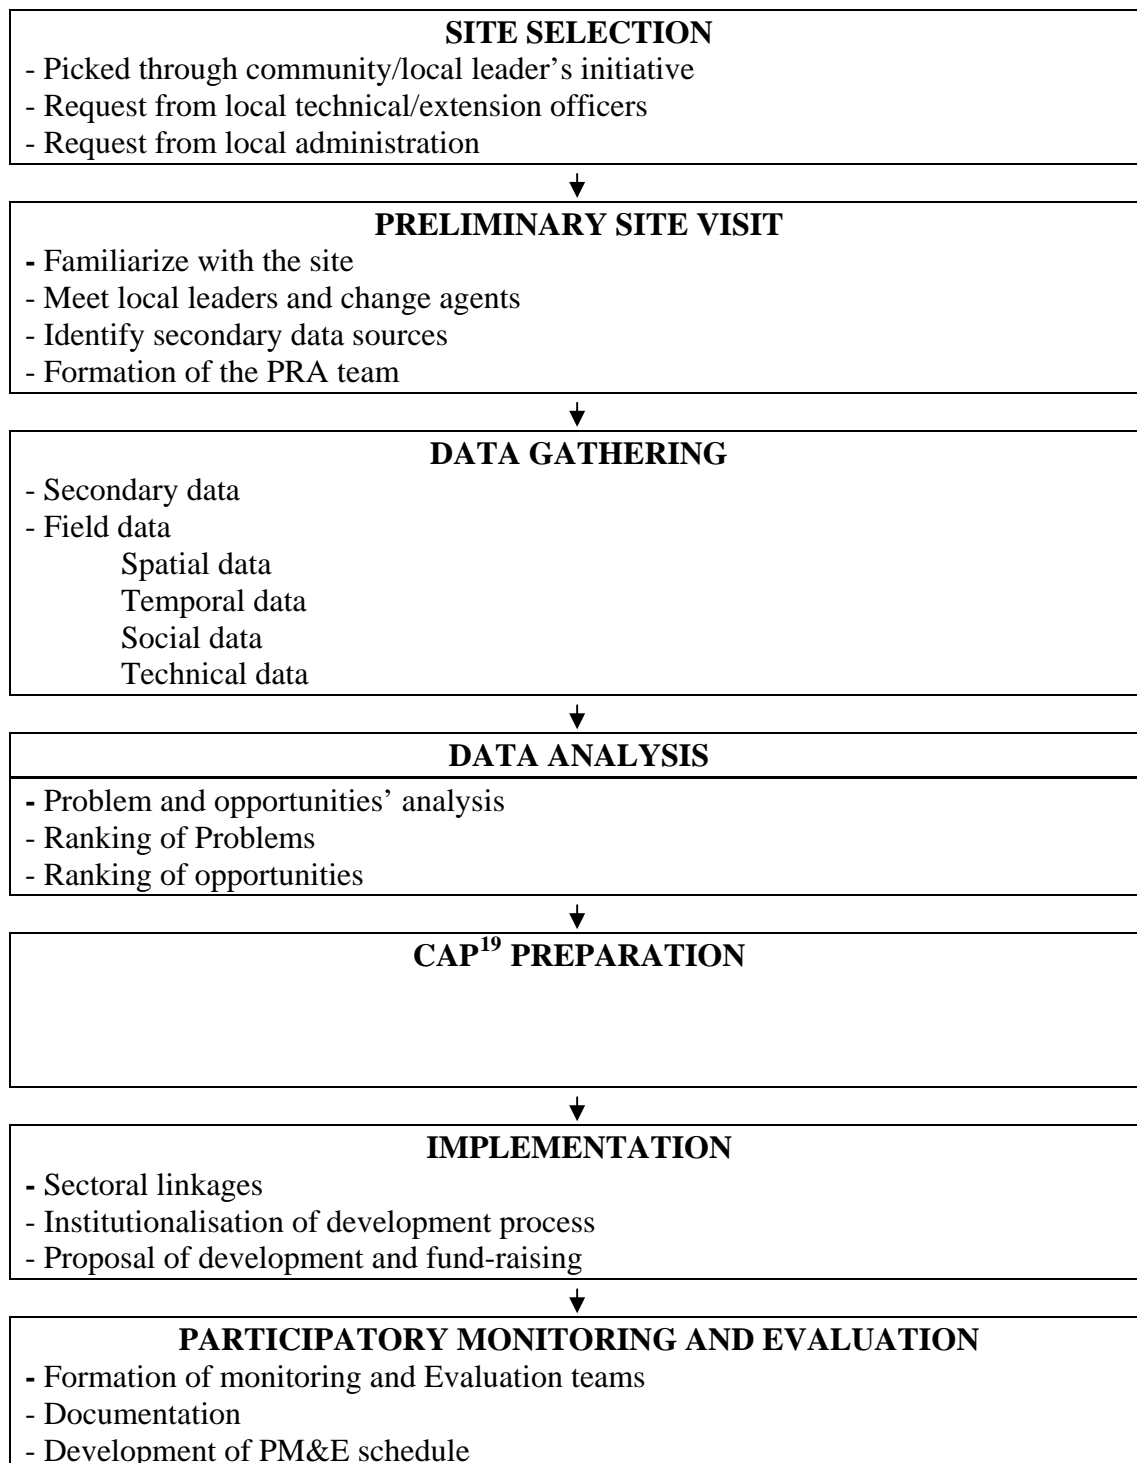 SITE SELECTION
- Picked through community/local leader’s initiative
- Request from local technical/extension officers
- Request from local administration
PRELIMINARY SITE VISIT
- Familiarize with the site
- Meet local leaders and change agents
- Identify secondary data sources
- Formation of the PRA team
DATA GATHERING
- Secondary data
- Field data
Spatial data
Temporal data
Social data
Technical data
DATA ANALYSIS
- Problem and opportunities’ analysis
- Ranking of Problems
- Ranking of opportunities
CAP19 PREPARATION
IMPLEMENTATION
- Sectoral linkages
- Institutionalisation of development process
- Proposal of development and fund-raising
PARTICIPATORY MONITORING AND EVALUATION
- Formation of monitoring and Evaluation teams
- Documentation
- Development of PM&E schedule